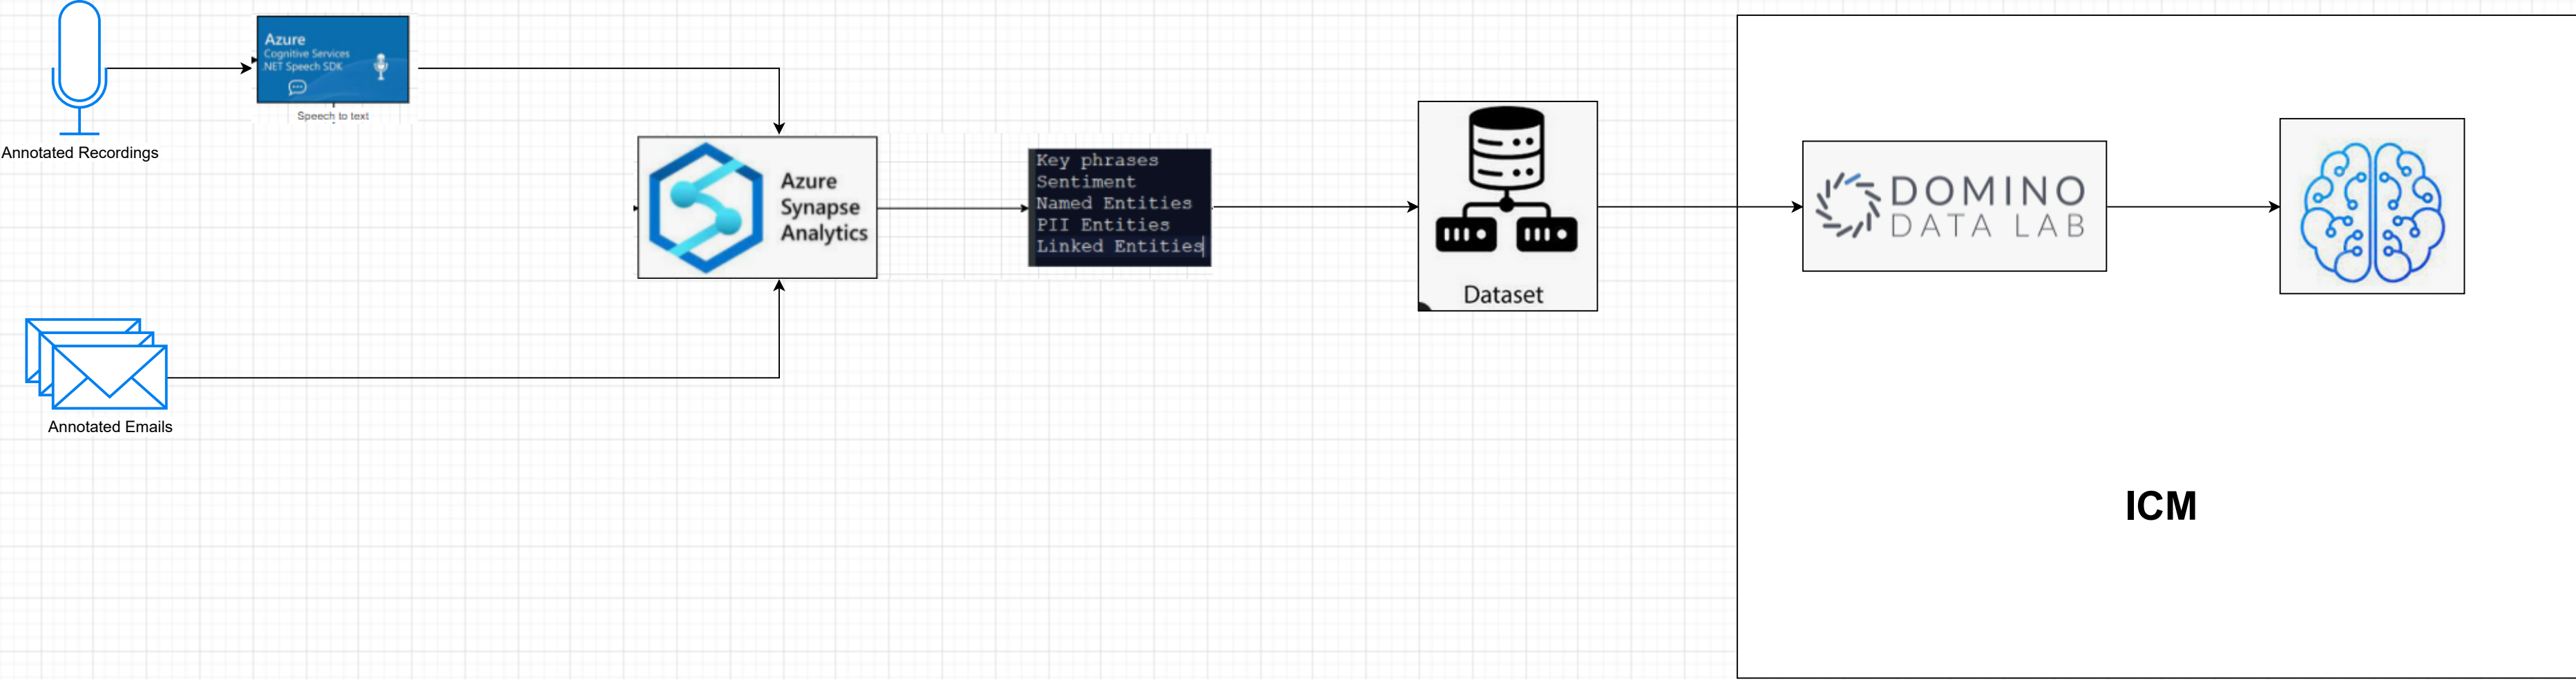 Azure
Cognitive Services
.NET Speech SDK
Speech to text
Annotated Recordings
Azure
Synapse
Analytics
Key phrases
Sentiment
Named Entities
PII Entities
Linked Entities
Dataset
DOMINO
DATA LAB
Annotated Emails
ICM